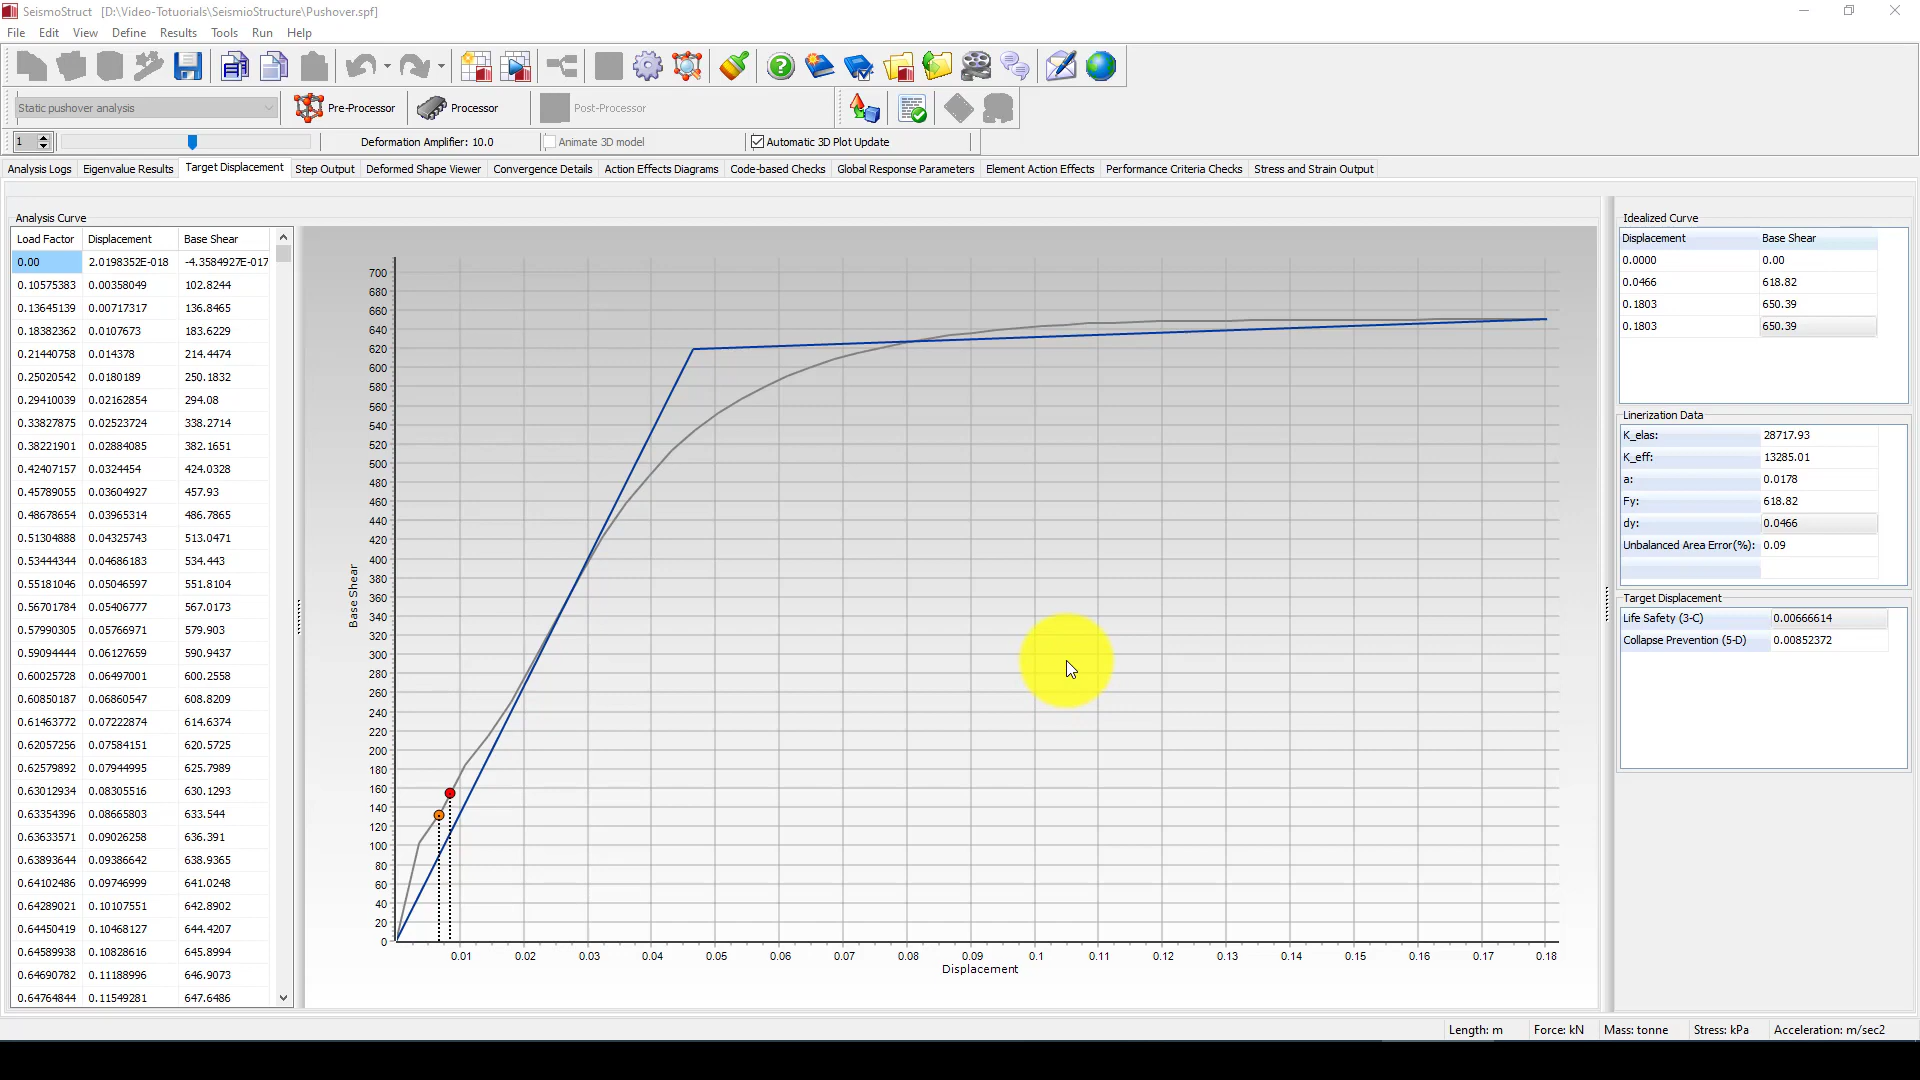 SeismoStruct [D:\Video-Totuorials\SeismioStructure\Pushover.spf]
File Edit View Define Results Tools Run Help
Static pushover analysis Pre-Processor Processor Post-Processor
1 Deformation Amplifier: 10.0 Animate 3D model Automatic 3D Plot Update
Analysis Logs Eigenvalue Results Target Displacement Step Output Deformed Shape Viewer Convergence Details Action Effects Diagrams Code-based Checks Global Response Parameters Element Action Effects Performance Criteria Checks Stress and Strain Output
Analysis Curve
Load Factor Displacement Base Shear
0.00 2.0198352E-018 -4.3584927E-017
0.10575383 0.00358049 102.8244
0.13645139 0.00717317 136.8465
0.18382362 0.0107673 183.6229
0.21440758 0.014378 214.4474
0.25020542 0.0180189 250.1832
0.29410039 0.02162854 294.08
0.33827875 0.02523724 338.2714
0.38221901 0.02884085 382.1651
0.42407157 0.0324454 424.0328
0.45789055 0.03604927 457.93
0.48678654 0.03965314 486.7865
0.51304888 0.04325743 513.0471
0.53444344 0.04686183 534.443
0.55181046 0.05046597 551.8104
0.56701784 0.05406777 567.0173
0.57990305 0.05766971 579.903
0.59094444 0.06127659 590.9437
0.60025728 0.06497001 600.2558
0.60850187 0.06860547 608.8209
0.61463772 0.07222874 614.6374
0.62057256 0.07584151 620.5725
0.62579892 0.07944995 625.7989
0.63012934 0.08305516 630.1293
0.63354396 0.08665803 633.544
0.63633571 0.09026258 636.391
0.63893644 0.09386642 638.9365
0.64102486 0.09746999 641.0248
0.64289021 0.10107551 642.8902
0.64450419 0.10468127 644.4207
0.64589938 0.10828616 645.8994
0.64690782 0.11188996 646.9073
0.64764844 0.11549281 647.6486
Base Shear
700
680
660
640
620
600
580
560
540
520
500
480
460
440
420
400
380
360
340
320
300
280
260
240
220
200
180
160
140
120
100
80
60
40
20
0
0.01 0.02 0.03 0.04 0.05 0.06 0.07 0.08 0.09 0.1 0.11 0.12 0.13 0.14 0.15 0.16 0.17 0.18
Displacement
Idealized Curve
Displacement Base Shear
0.0000 0.00
0.0466 618.82
0.1803 650.39
0.1803 650.39
Linerization Data
K_elas: 28717.93
K_eff: 13285.01
a: 0.0178
Fy: 618.82
dy: 0.0466
Unbalanced Area Error(%): 0.09
Target Displacement
Life Safety (3-C) 0.00666614
Collapse Prevention (5-D) 0.00852372
Length: m Force: kN Mass: tonne Stress: kPa Acceleration: m/sec2